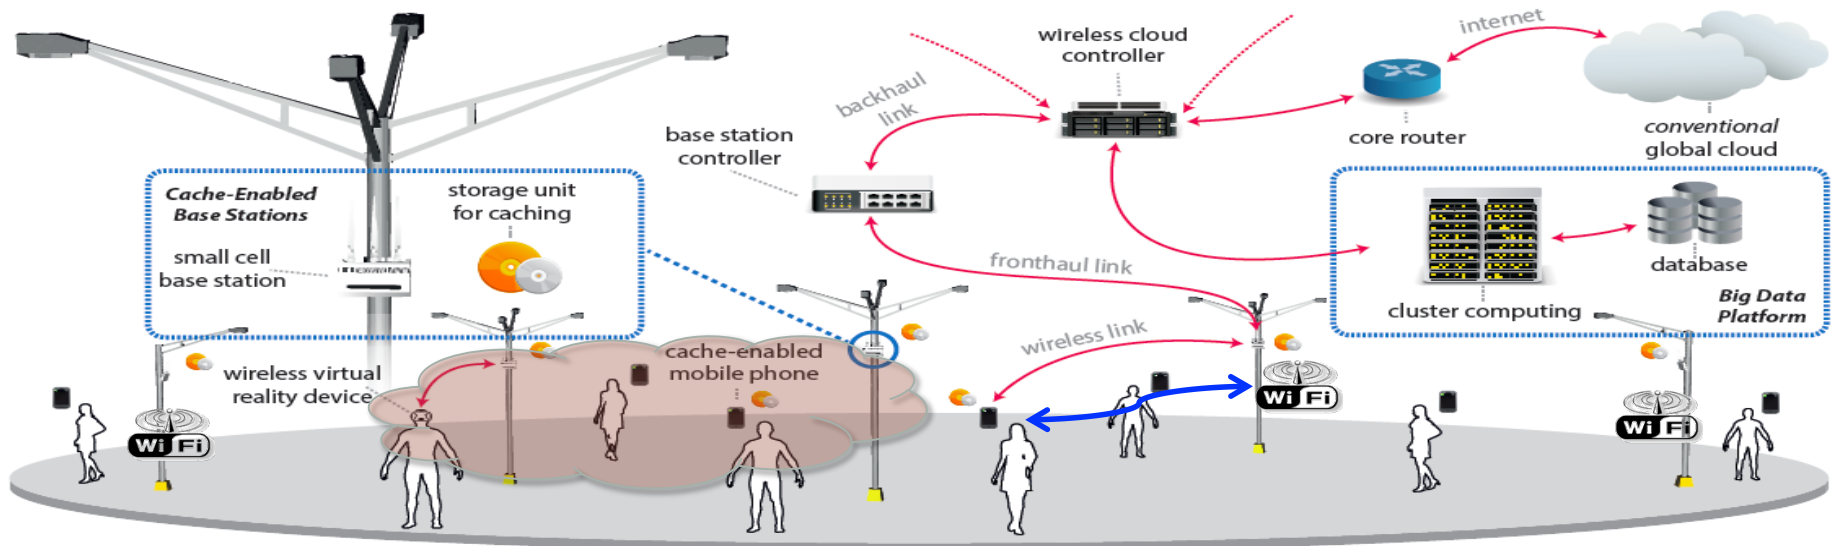 Cache-Enabled
Base Stations
storage unit
for caching
small cell
base station
wireless virtual
reality device
cache-enabled
mobile phone
base station
controller
backhaul
link
wireless cloud
controller
internet
core router
conventional
global cloud
fronthaul link
wireless link
cluster computing
database
Big Data
Platform
Wi Fi
Wi Fi
Wi Fi